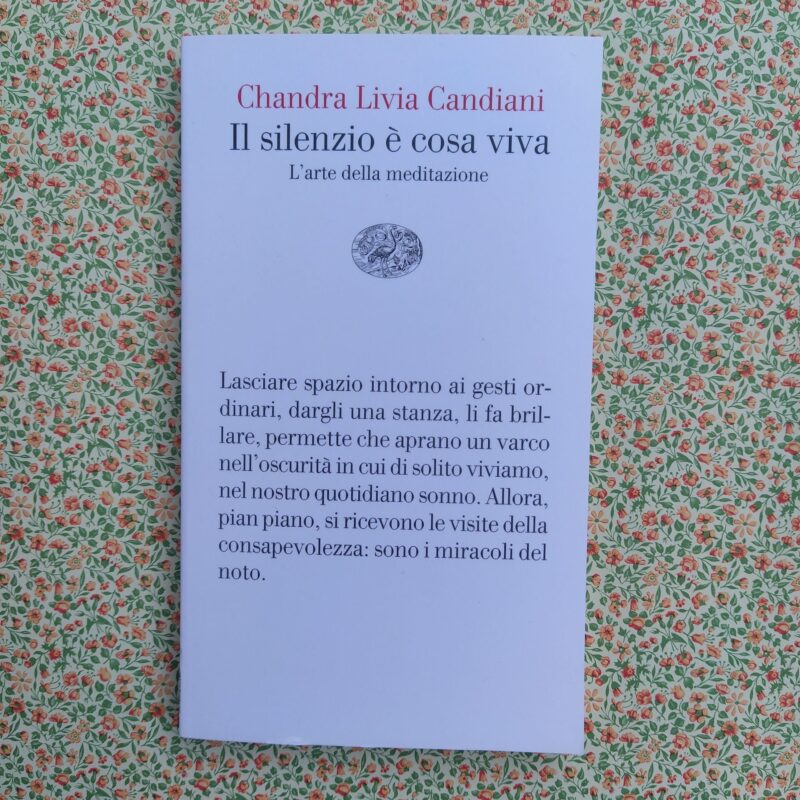 Chandra Livia Candiani
Il silenzio è cosa viva
L'arte della meditazione
Lasciare spazio intorno ai gesti or-
dinari, dargli una stanza, li fa bril-
lare, permette che aprano un varco
nell'oscurità in cui di solito viviamo,
nel nostro quotidiano sonno. Allora,
pian piano, si ricevono le visite della
consapevolezza: sono i miracoli del
noto.